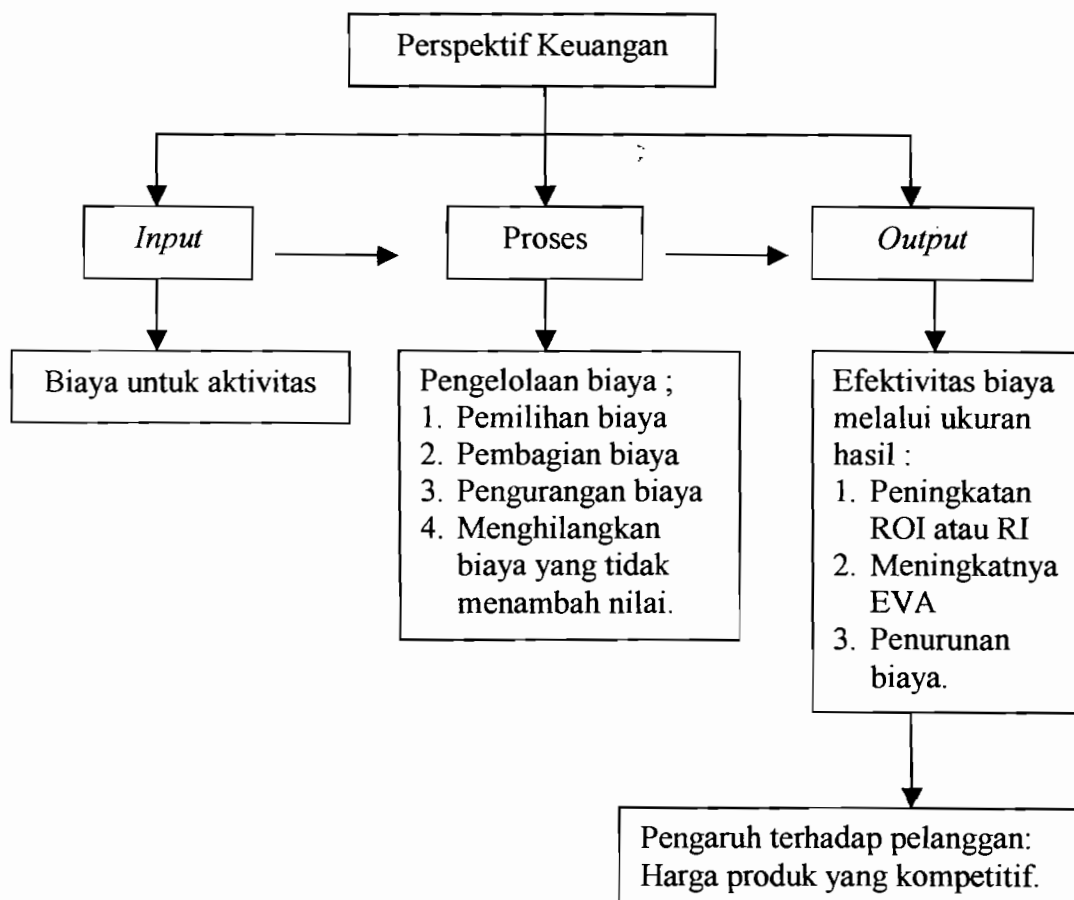 Perspektif Keuangan
Input
Proses
Output
Biaya untuk aktivitas
Pengelolaan biaya ;
1. Pemilihan biaya
2. Pembagian biaya
3. Pengurangan biaya
4. Menghilangkan
biaya yang tidak
menambah nilai.
Efektivitas biaya
melalui ukuran
hasil :
1. Peningkatan
ROI atau RI
2. Meningkatnya
EVA
3. Penurunan
biaya.
Pengaruh terhadap pelanggan:
Harga produk yang kompetitif.